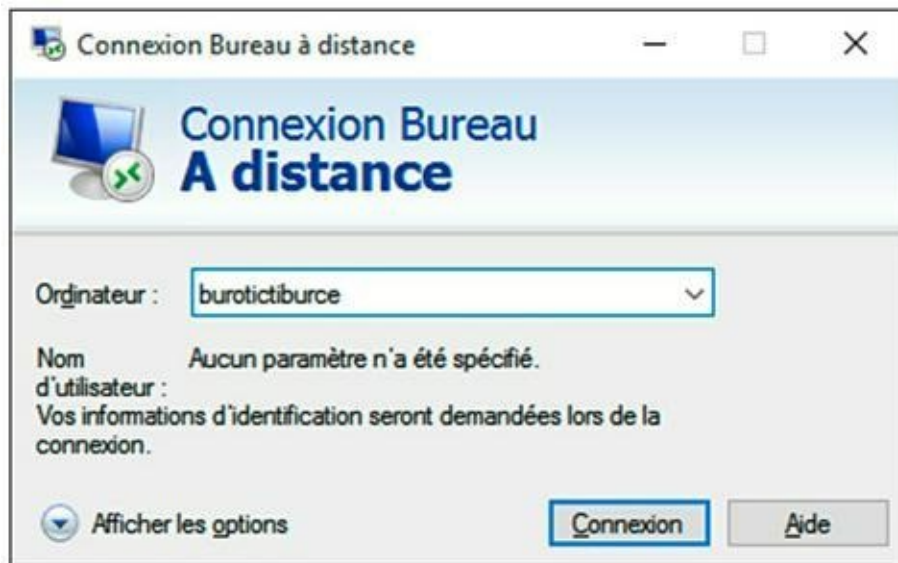 Connexion Bureau à distance
Connexion Bureau
A distance
Ordinateur : burotictiburce
Nom Aucun paramètre n'a été spécifié.
d'utilisateur :
Vos informations d'identification seront demandées lors de la
connexion.
Afficher les options Connexion Aide